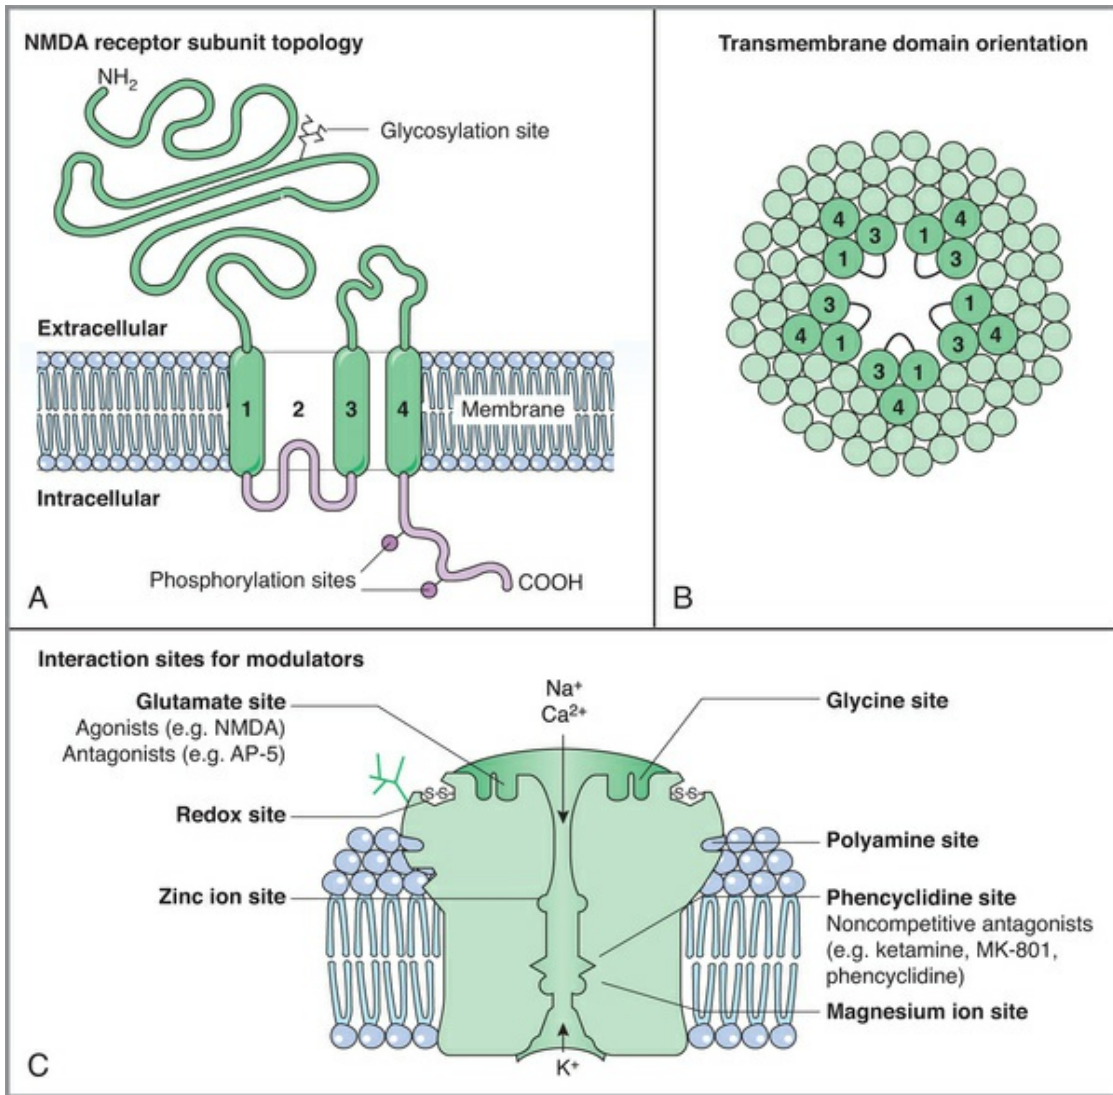 NMDA receptor subunit topology
NH₂
Glycosylation site
Extracellular
1 2 3 4
Membrane
Intracellular
Phosphorylation sites
COOH
A
Transmembrane domain orientation
4 4
3 1
1 3
3 1
4 1 3 4
3 1
4
B
Interaction sites for modulators
Glutamate site
Agonists (e.g. NMDA)
Antagonists (e.g. AP-5)
Redox site
Zinc ion site
Na⁺
Ca²⁺
S-S S-S
K⁺
Glycine site
Polyamine site
Phencyclidine site
Noncompetitive antagonists
(e.g. ketamine, MK-801,
phencyclidine)
Magnesium ion site
C